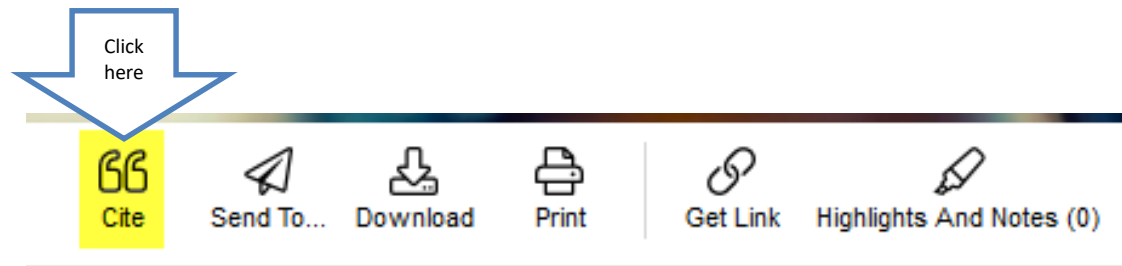 Click
here
Cite
Send To...
Download
Print
Get Link
Highlights And Notes (0)